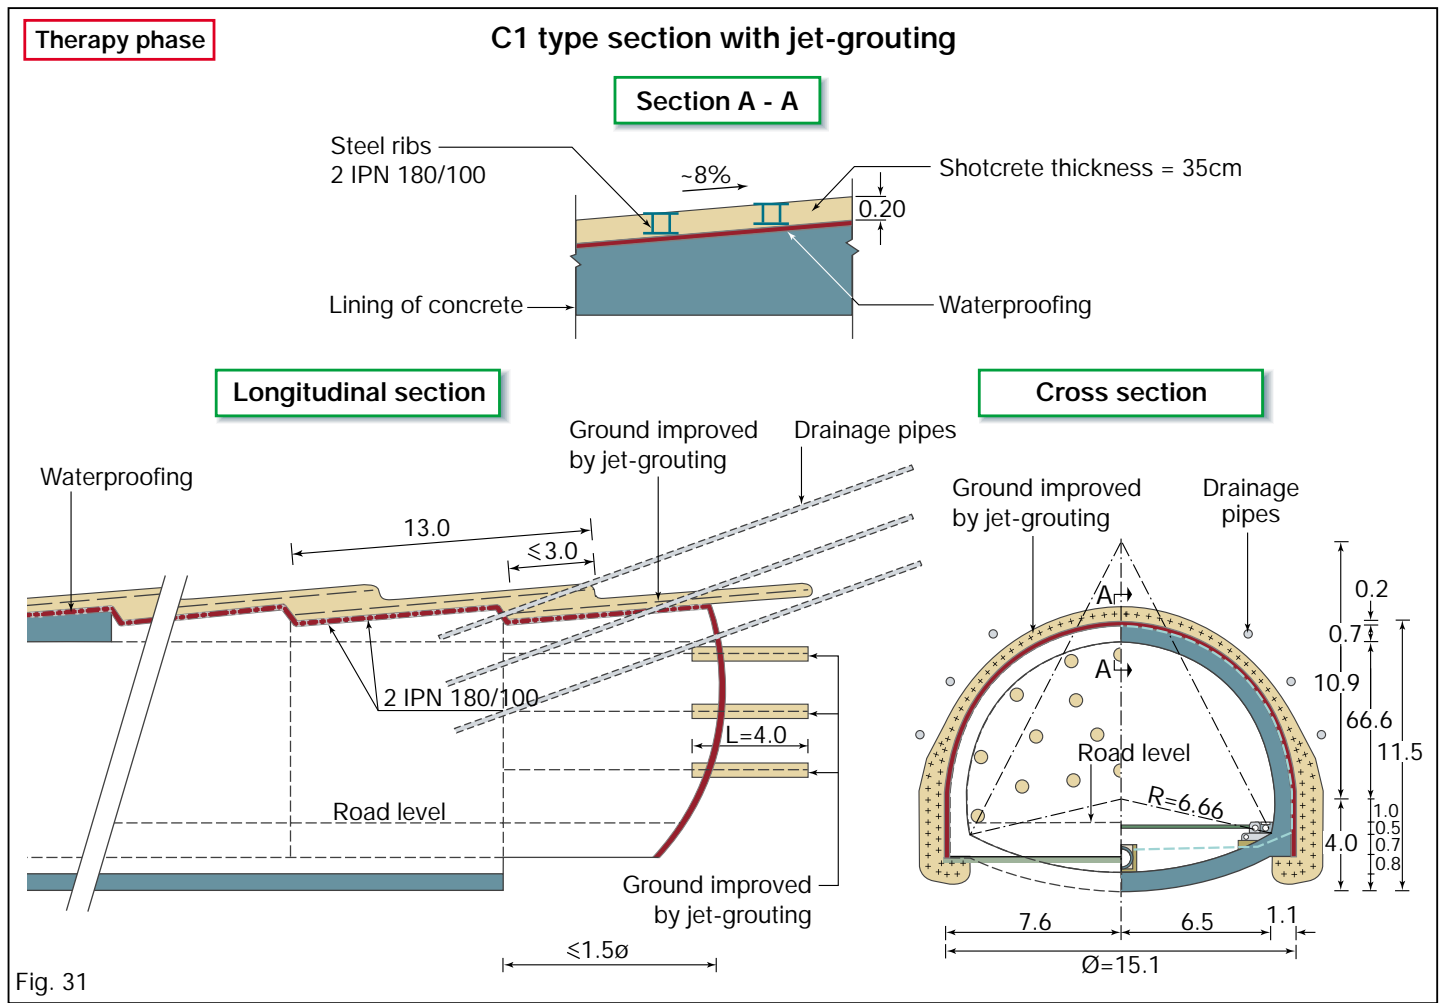 Therapy phase
C1 type section with jet-grouting
Section A - A
Steel ribs
2 IPN 180/100
~8%
Shotcrete thickness = 35cm
0.20
Lining of concrete
Waterproofing
Longitudinal section
Cross section
Waterproofing
13.0
≤3.0
Ground improved
by jet-grouting
Drainage pipes
2 IPN 180/100
L=4.0
Road level
Ground improved
by jet-grouting
≤1.5ø
Ground improved
by jet-grouting
Drainage
pipes
A
A
Road level
R=6.66
0.2
0.7
10.9
66.6
11.5
4.0
1.0
0.5
0.7
0.8
7.6
6.5
1.1
Ø=15.1
Fig. 31